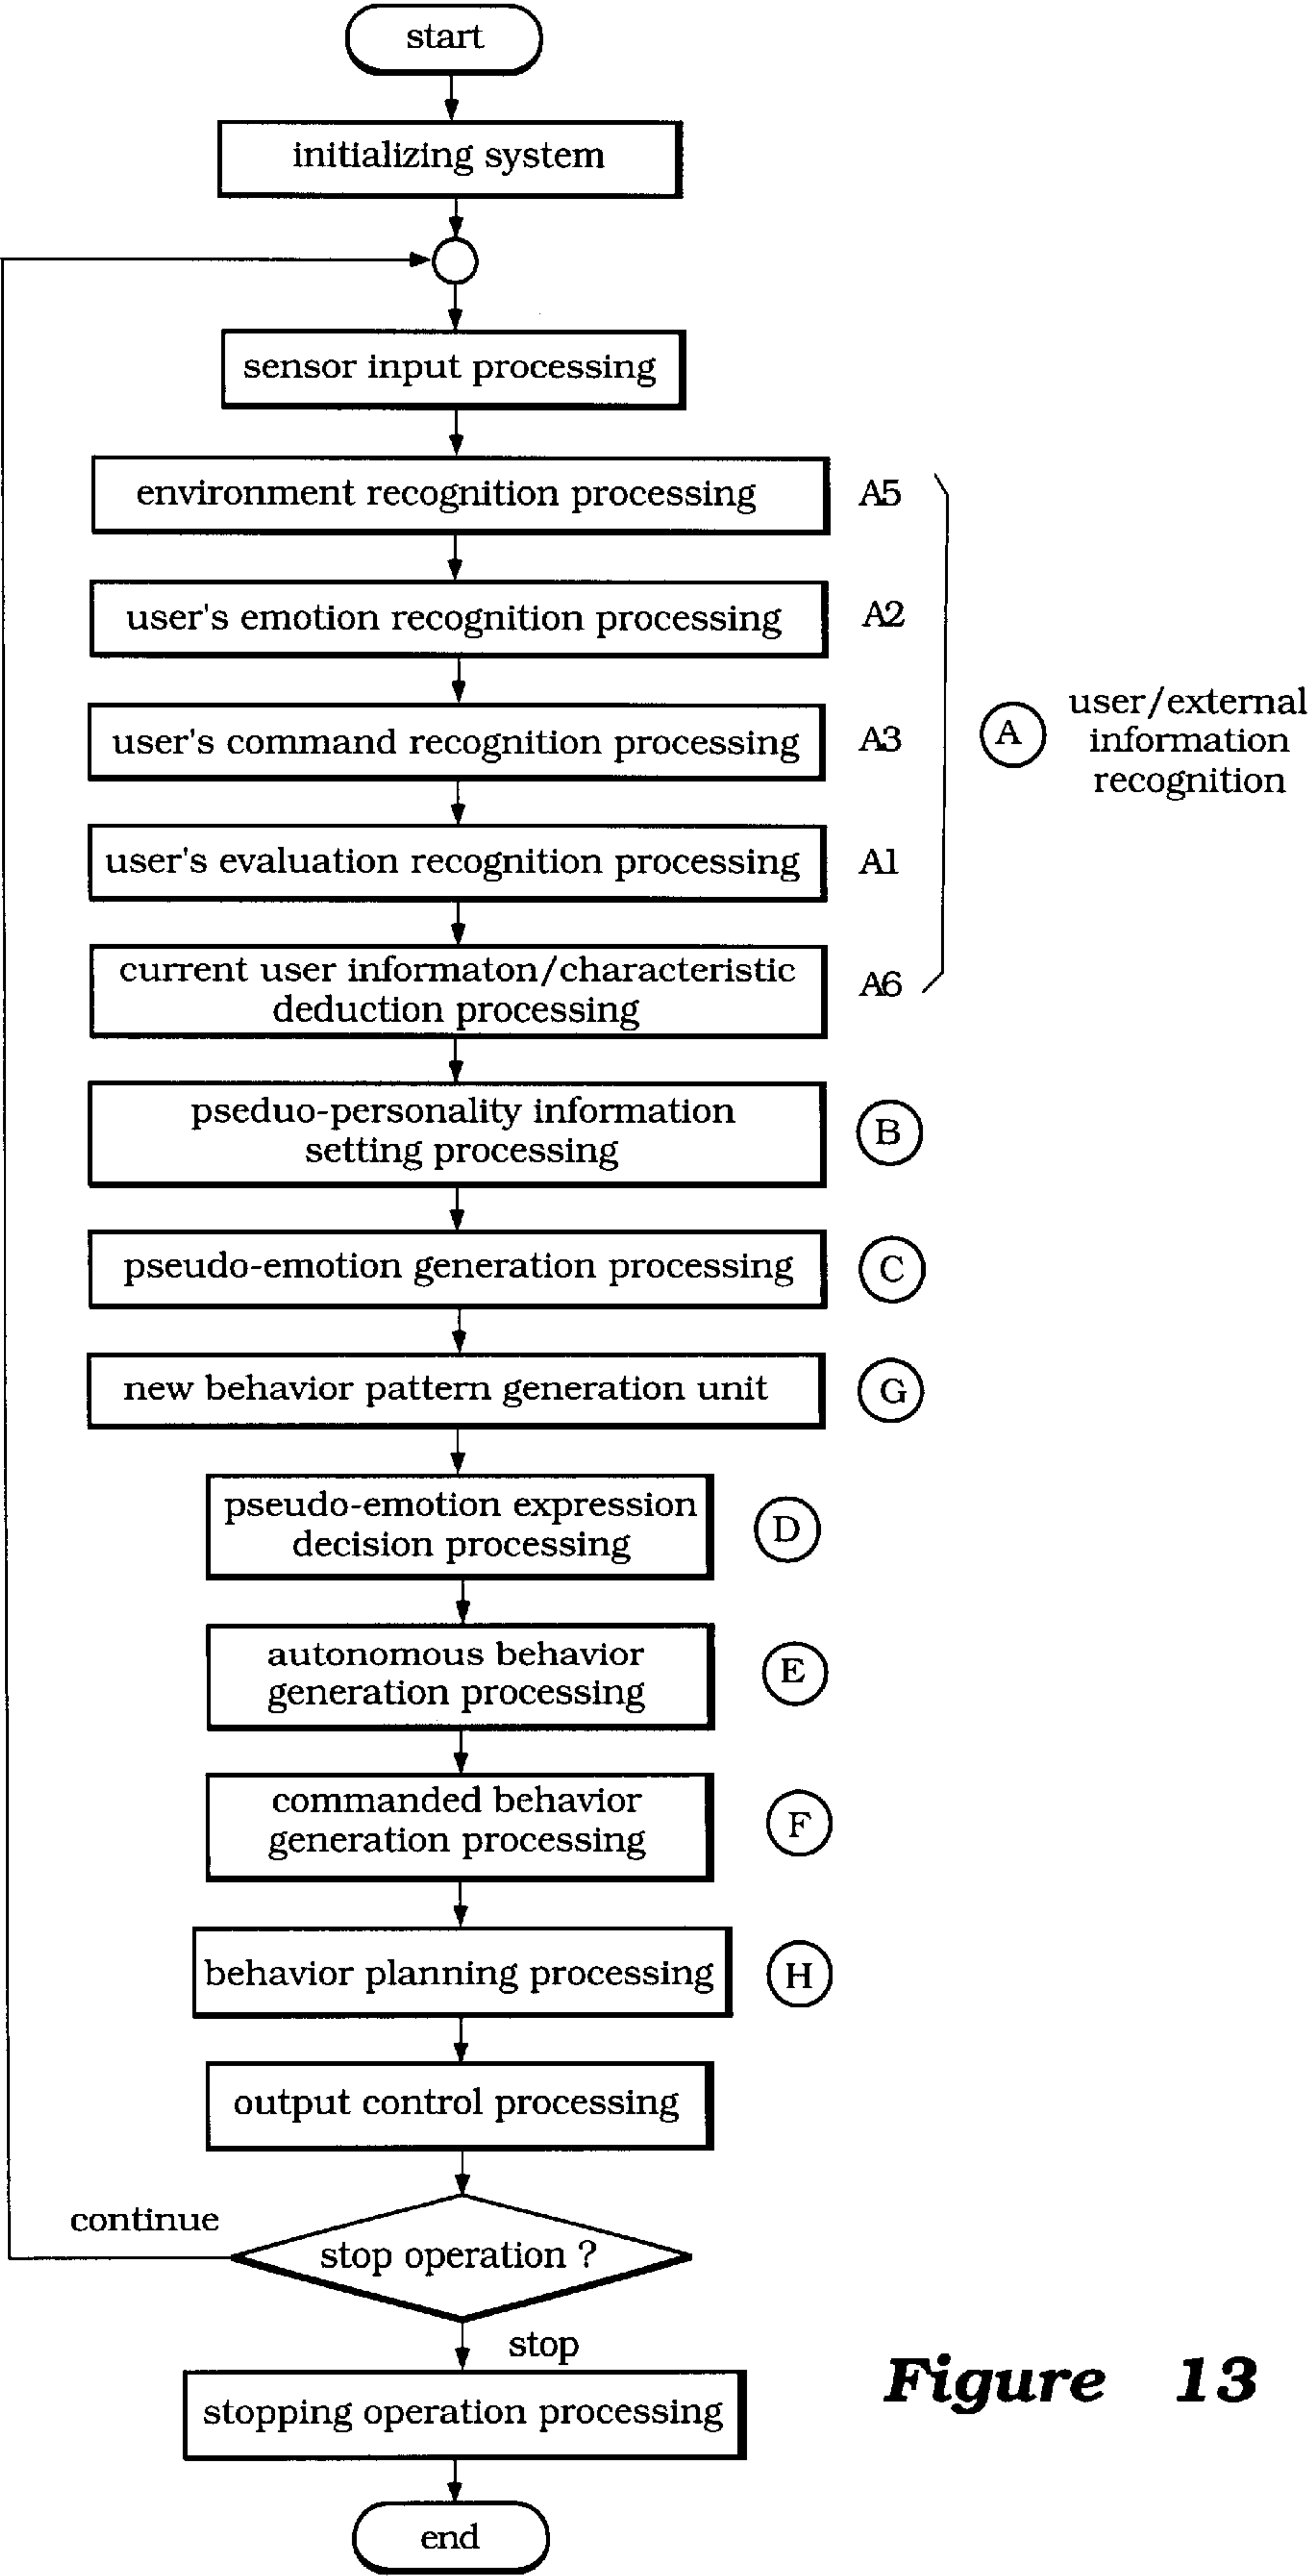 start
initializing system
sensor input processing
environment recognition processing
A5
user's emotion recognition processing
A2
user's command recognition processing
A3
A
user/external
information
recognition
user's evaluation recognition processing
A1
current user informaton/characteristic
deduction processing
A6
pseduo-personality information
setting processing
B
pseudo-emotion generation processing
C
new behavior pattern generation unit
G
pseudo-emotion expression
decision processing
D
autonomous behavior
generation processing
E
commanded behavior
generation processing
F
behavior planning processing
H
output control processing
continue
stop operation ?
stop
stopping operation processing
end
Figure 13